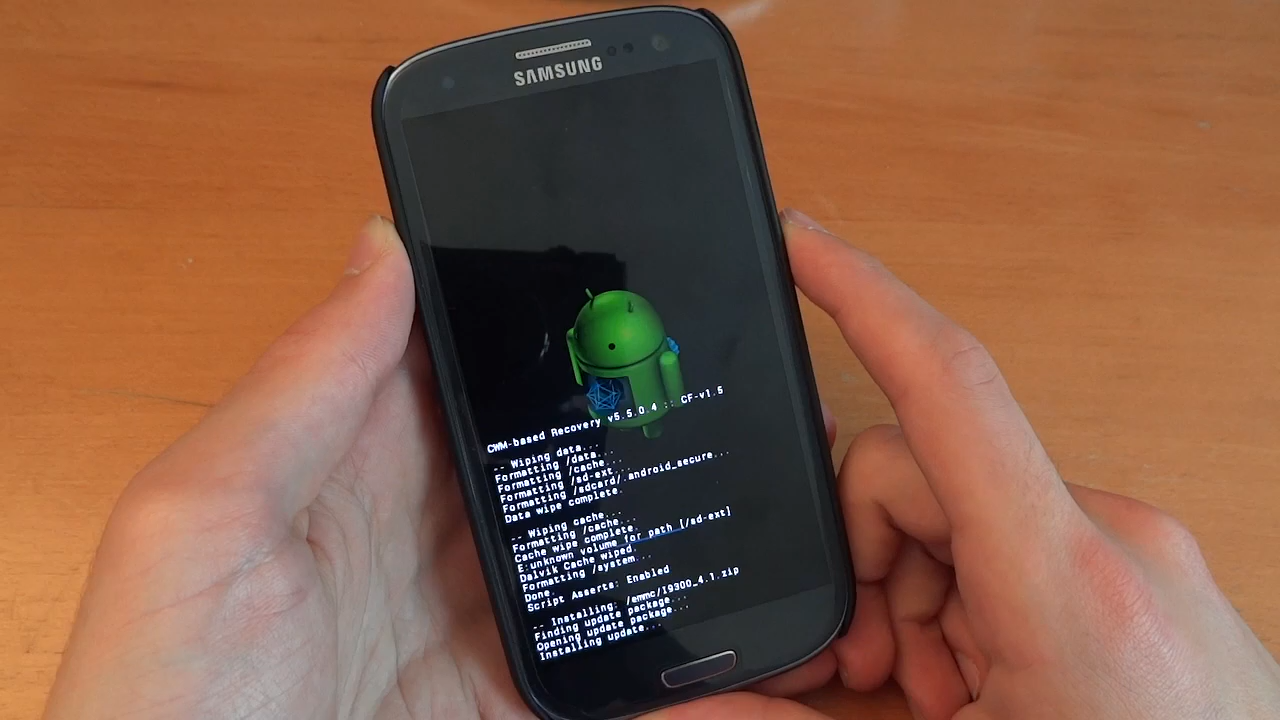 SAMSUNG
CWM-based Recovery v5.5.0.4 :: CF-v1.5
-- Wiping data...
Formatting /data...
Formatting /cache...
Formatting /sd-ext...
Formatting /sdcard/.android_secure...
Data wipe complete.
-- Wiping cache...
Formatting /cache...
Cache wipe complete.
E:unknown volume for path [/sd-ext]
Dalvik Cache wiped.
Formatting /system...
Done.
Script Asserts: Enabled
-- Installing: /emmc/I9300_4.1.zip
Finding update package...
Opening update package...
Installing update...